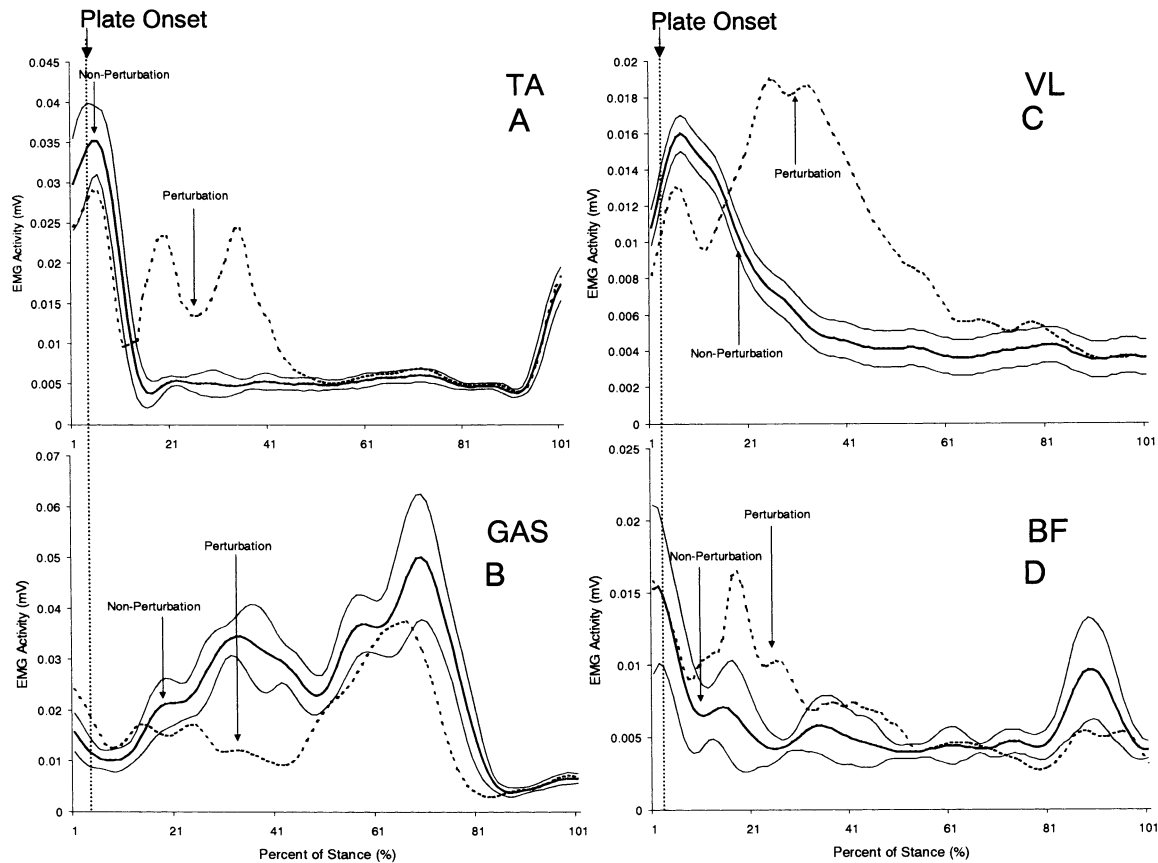 Plate Onset
Non-Perturbation
TA
A
Perturbation
EMG Activity (mV)
0.045
0.04
0.035
0.03
0.025
0.02
0.015
0.01
0.005
0
1 21 41 61 81 101
Plate Onset
VL
C
Perturbation
Non-Perturbation
EMG Activity (mV)
0.02
0.018
0.016
0.014
0.012
0.01
0.008
0.006
0.004
0.002
0
1 21 41 61 81 101
GAS
B
Perturbation
Non-Perturbation
EMG Activity (mV)
0.07
0.06
0.05
0.04
0.03
0.02
0.01
0
1 21 41 61 81 101
Percent of Stance (%)
Perturbation
BF
D
Non-Perturbation
EMG Activity (mV)
0.025
0.02
0.015
0.01
0.005
0
1 21 41 61 81 101
Percent of Stance (%)